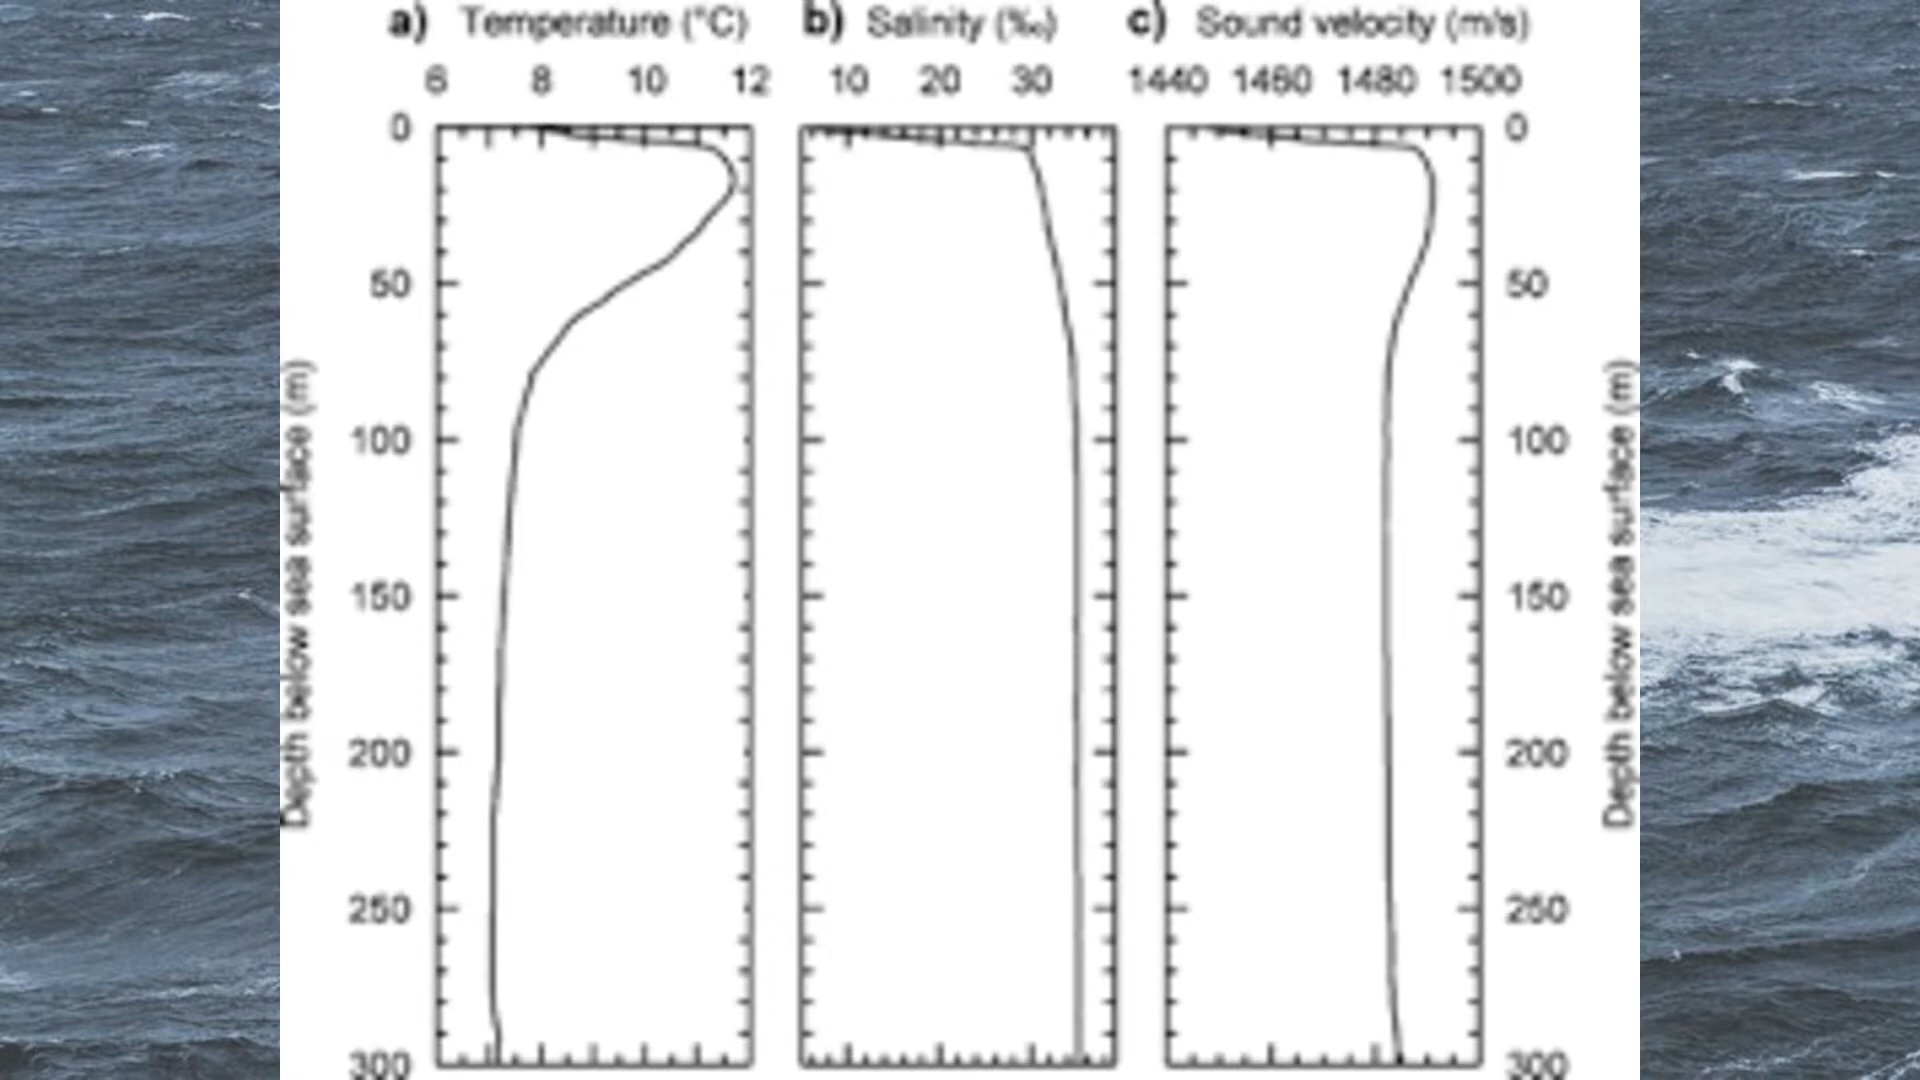 a) Temperature (°C) b) Salinity (‰) c) Sound velocity (m/s)
6 8 10 12 10 20 30 1440 1460 1480 1500
0 0
50 50
100 100
150 150
200 200
250 250
300 300
Depth below sea surface (m)
Depth below sea surface (m)